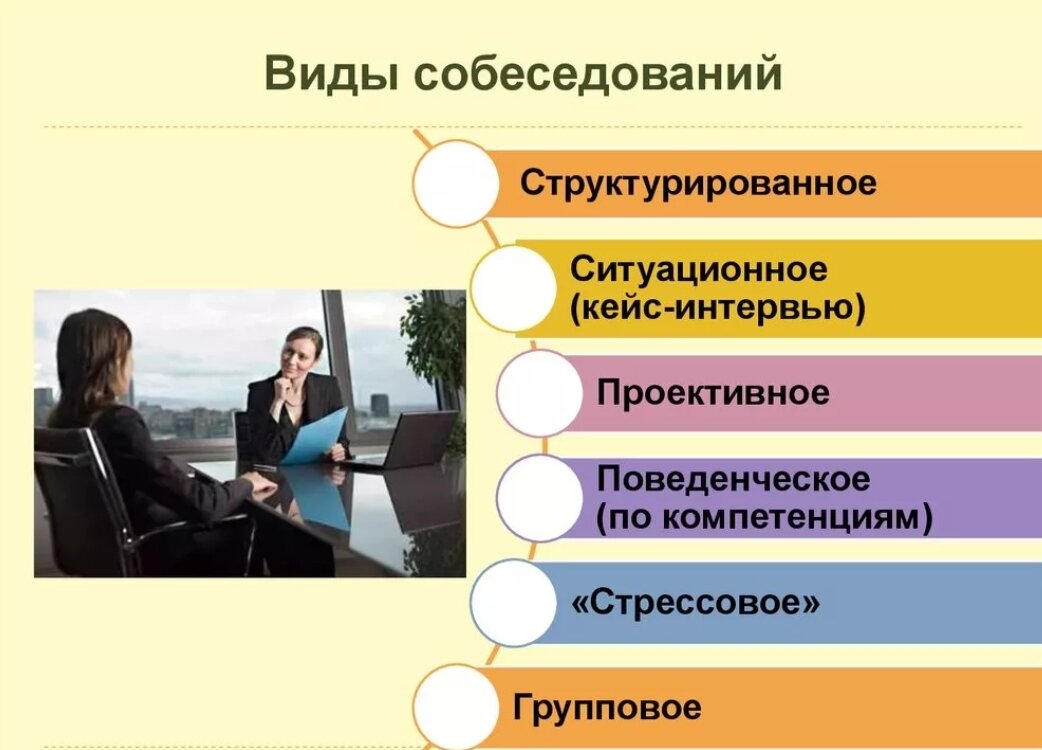 Виды собеседований
Структурированное
Ситуационное
(кейс-интервью)
Проективное
Поведенческое
(по компетенциям)
«Стрессовое»
Групповое